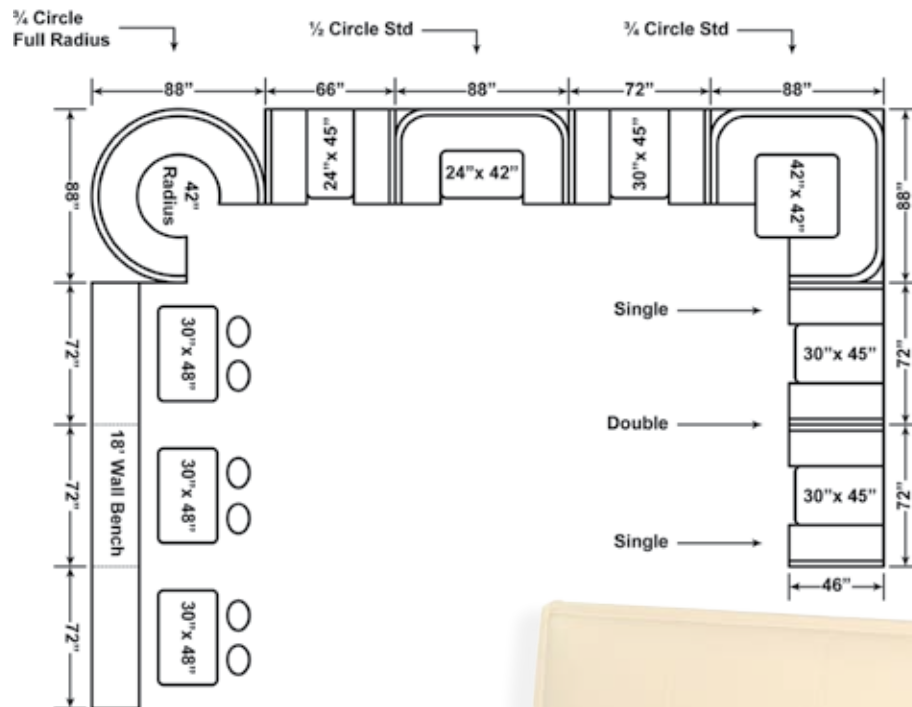 ¾ Circle
Full Radius
½ Circle Std
¾ Circle Std
88”
66”
88”
72”
88”
88”
42”
Radius
24”x 45”
24”x 42”
30”x 45”
42”x 42”
88”
72”
30”x 48”
Single
30”x 45”
72”
Double
72”
18’ Wall Bench
30”x 48”
30”x 45”
72”
Single
46”
72”
30”x 48”